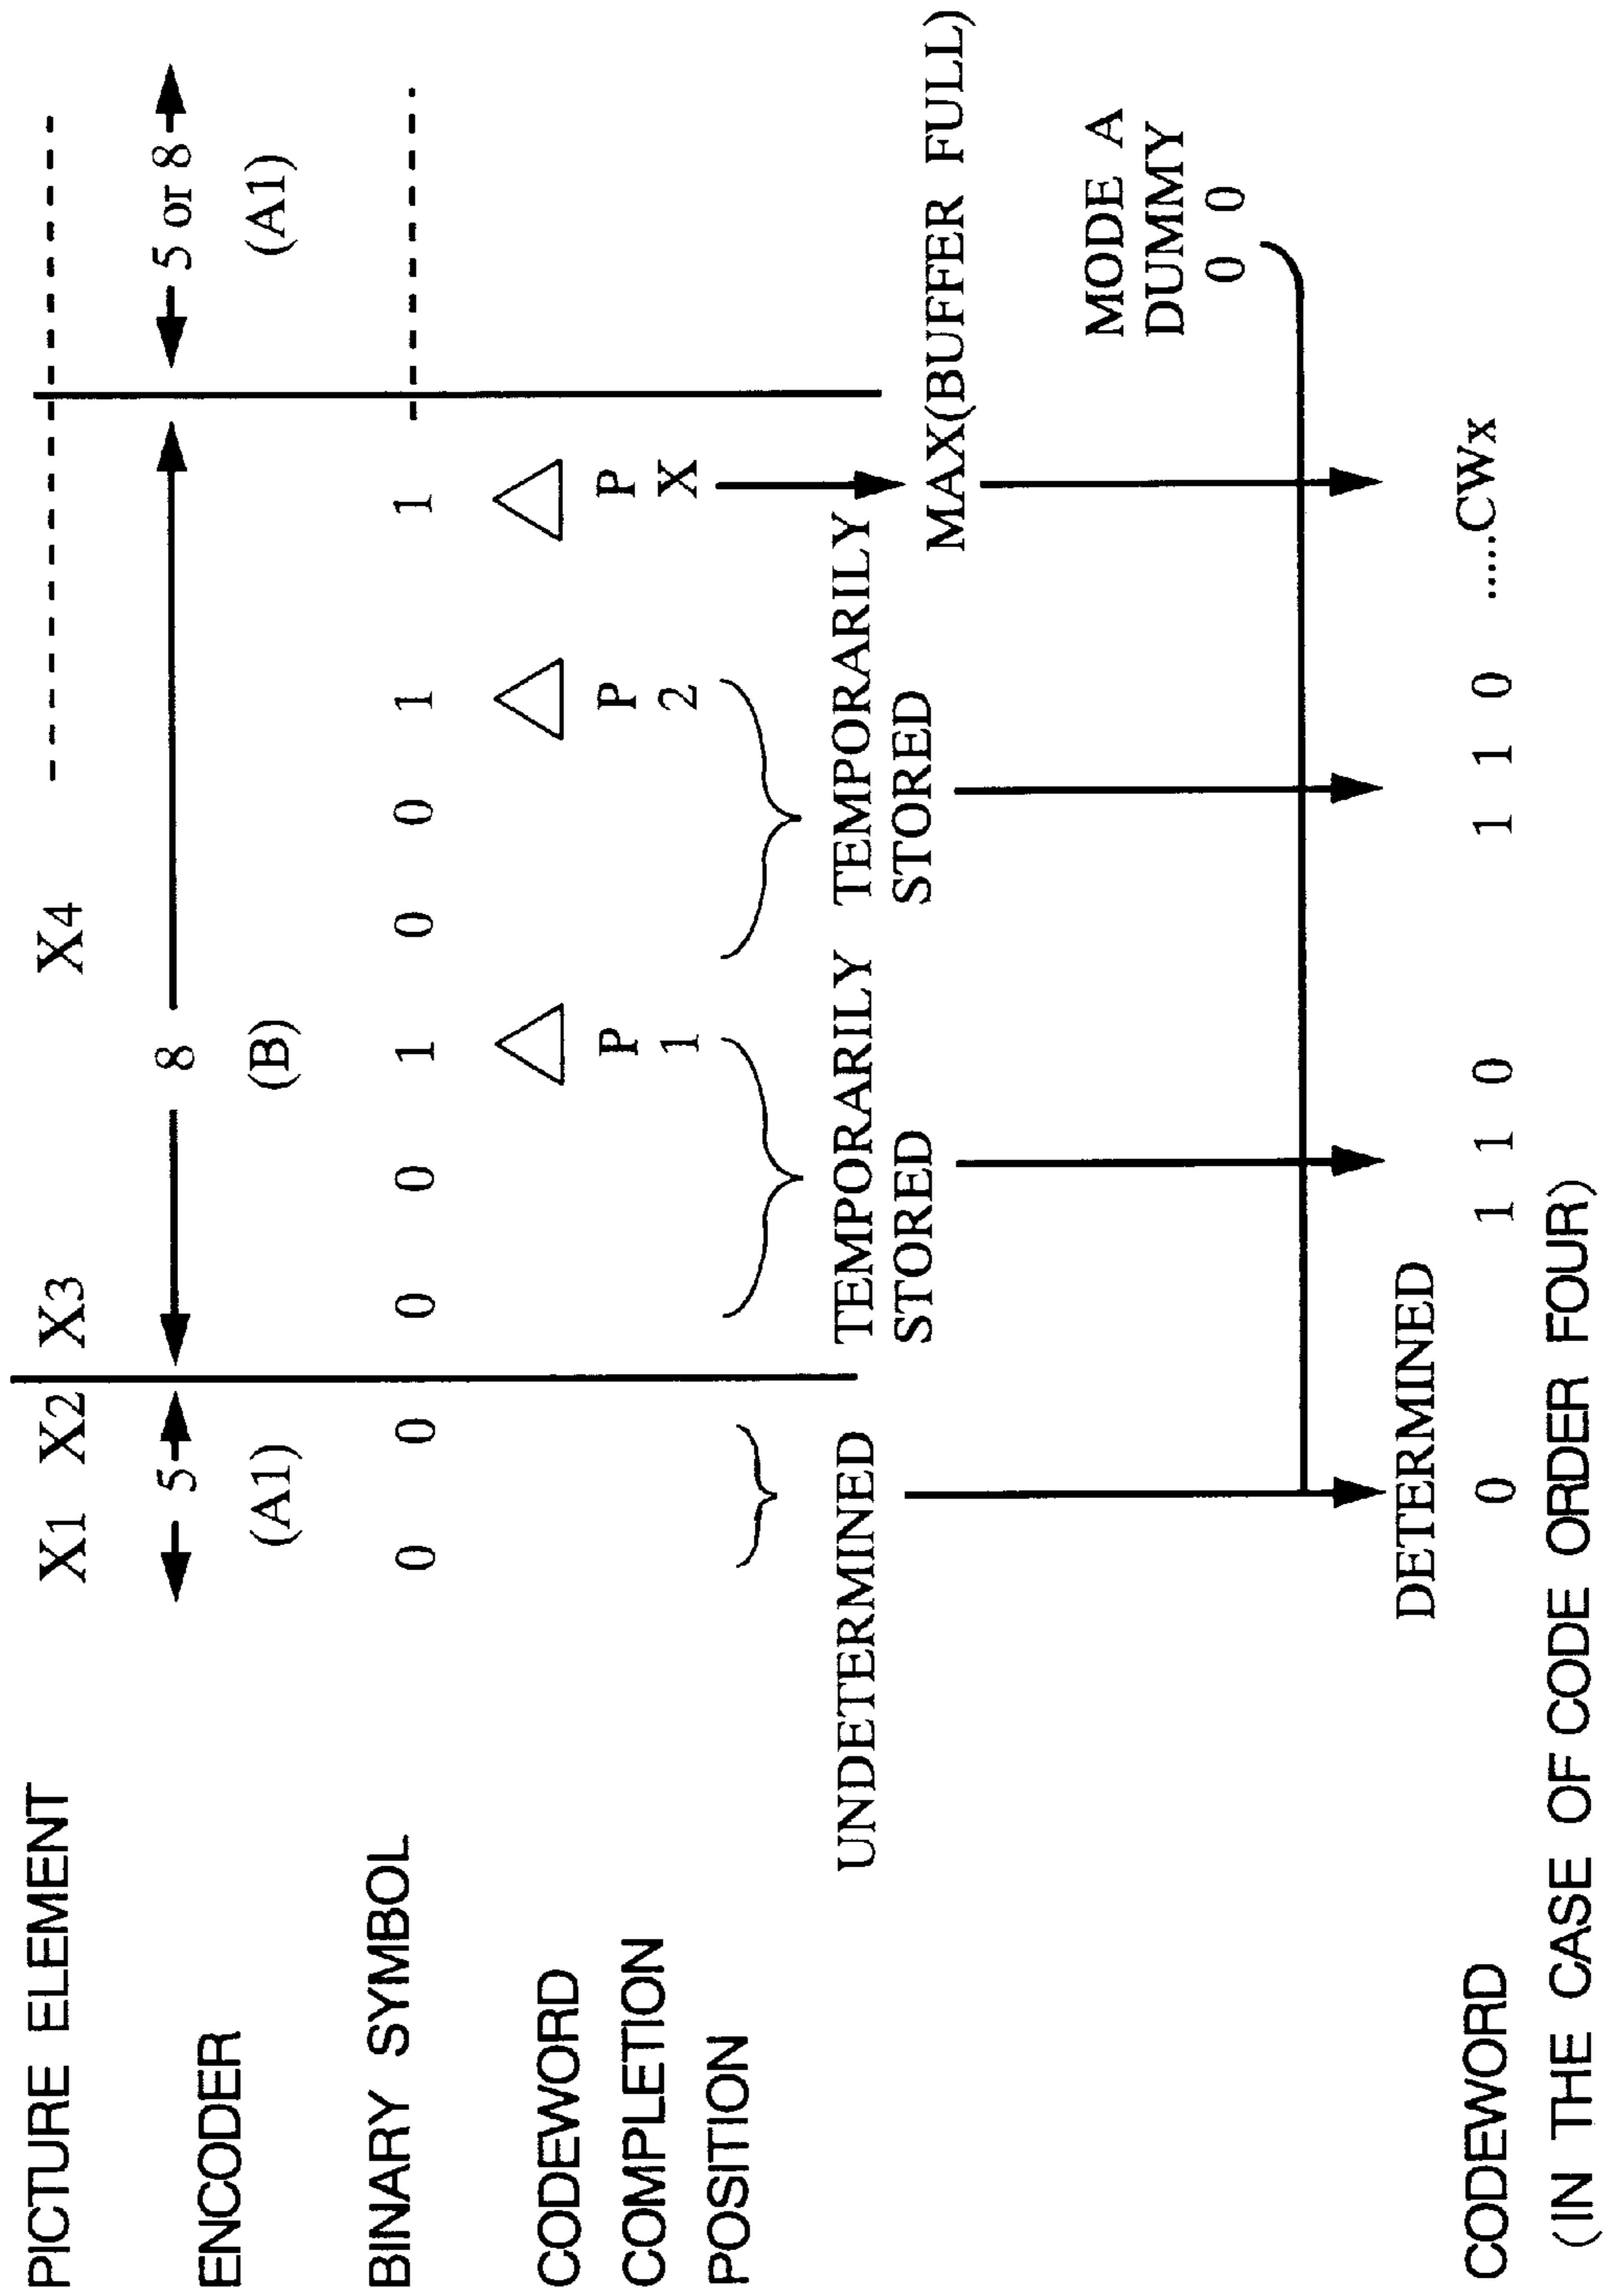 PICTURE ELEMENT X1 X2 X3 X4
ENCODER 5 8 5 or 8
(A1) (B) (A1)
BINARY SYMBOL 0 0 0 0 1 0 0 1 1
CODEWORD
COMPLETION P P P
POSITION 1 2 X
UNDETERMINED TEMPORARILY TEMPORARILY
STORED STORED
MAX(BUFFER FULL)
MODE A
DUMMY
0 0
DETERMINED
CODEWORD 0 1 1 0 1 1 0 ......CWx
(IN THE CASE OF CODE ORDER FOUR)